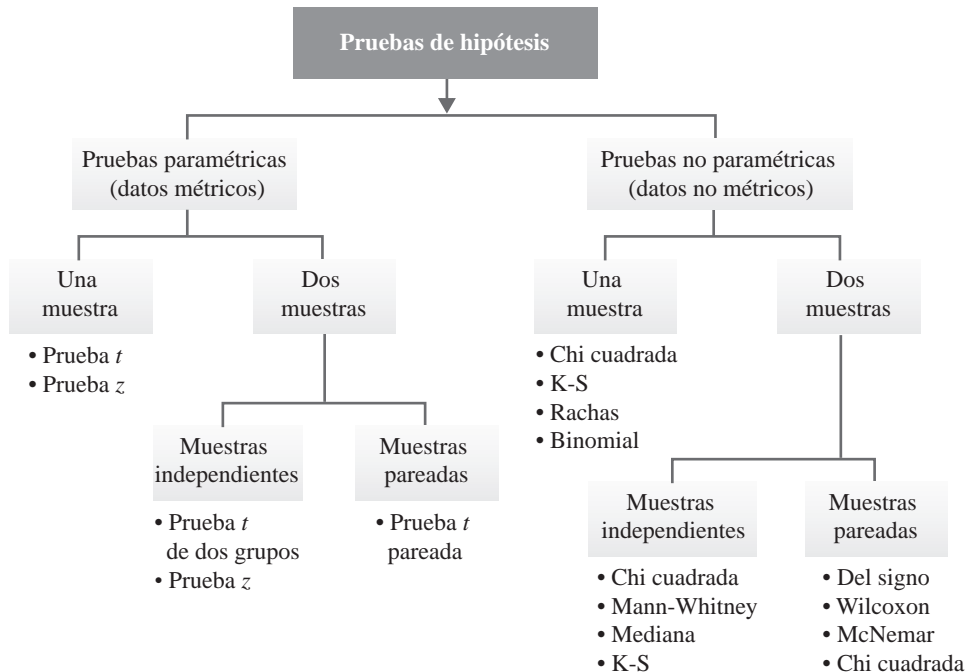 Pruebas de hipótesis
Pruebas paramétricas
(datos métricos)
Pruebas no paramétricas
(datos no métricos)
Una
muestra
Dos
muestras
Una
muestra
Dos
muestras
• Prueba t
• Prueba z
• Chi cuadrada
• K-S
• Rachas
• Binomial
Muestras
independientes
Muestras
pareadas
• Prueba t
de dos grupos
• Prueba z
• Prueba t
pareada
Muestras
independientes
Muestras
pareadas
• Chi cuadrada
• Mann-Whitney
• Mediana
• K-S
• Del signo
• Wilcoxon
• McNemar
• Chi cuadrada